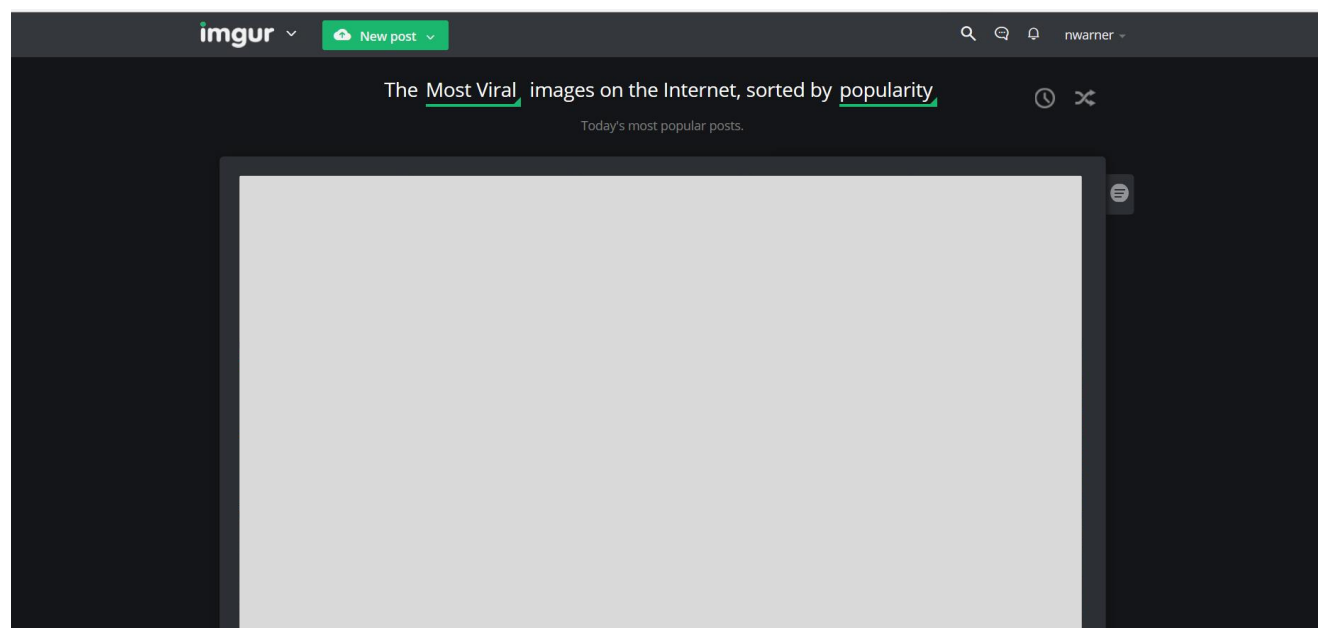 imgur New post nwarner
The Most Viral images on the Internet, sorted by popularity
Today's most popular posts.